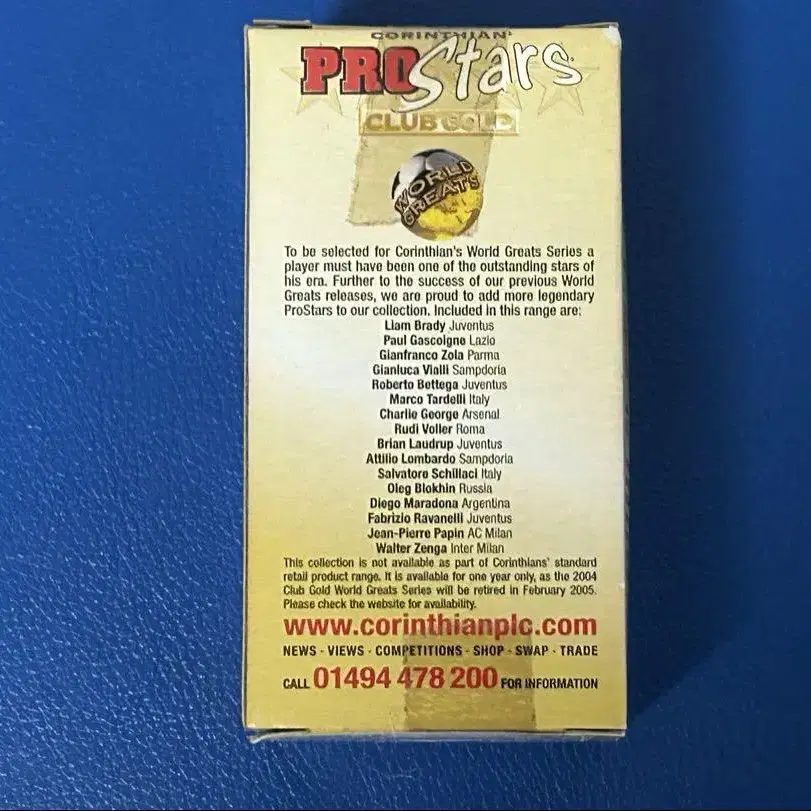 CORINTHIAN
PROStars
CLUB GOLD
WORLD
GREATS
To be selected for Corinthian's World Greats Series a
player must have been one of the outstanding stars of
his era. Further to the success of our previous World
Greats releases, we are proud to add more legendary
ProStars to our collection. Included in this range are:
Liam Brady Juventus
Paul Gascoigne Lazio
Gianfranco Zola Parma
Gianluca Vialli Sampdoria
Roberto Bettega Juventus
Marco Tardelli Italy
Charlie George Arsenal
Rudi Voller Roma
Brian Laudrup Juventus
Attilio Lombardo Sampdoria
Salvatore Schillaci Italy
Oleg Blokhin Russia
Diego Maradona Argentina
Fabrizio Ravanelli Juventus
Jean-Pierre Papin AC Milan
Walter Zenga Inter Milan
This collection is not available as part of Corinthians' standard
retail product range. It is available for one year only, as the 2004
Club Gold World Greats Series will be retired in February 2005.
Please check the website for availability.
www.corinthianplc.com
NEWS - VIEWS - COMPETITIONS - SHOP - SWAP - TRADE
CALL 01494 478 200 FOR INFORMATION